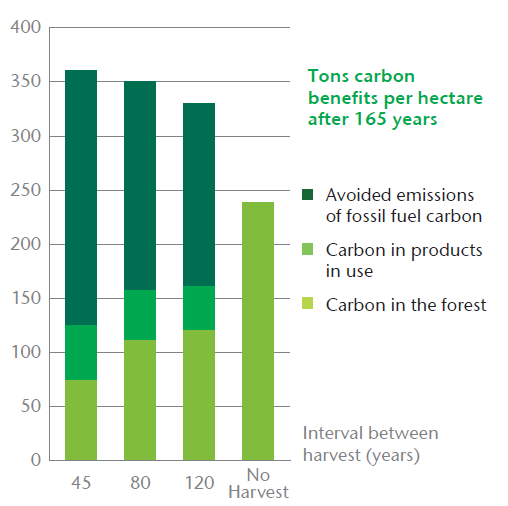 400
350
300
250
200
150
100
50
0
Tons carbon
benefits per hectare
after 165 years
Avoided emissions
of fossil fuel carbon
Carbon in products
in use
Carbon in the forest
Interval between
harvest (years)
45 80 120 No
Harvest